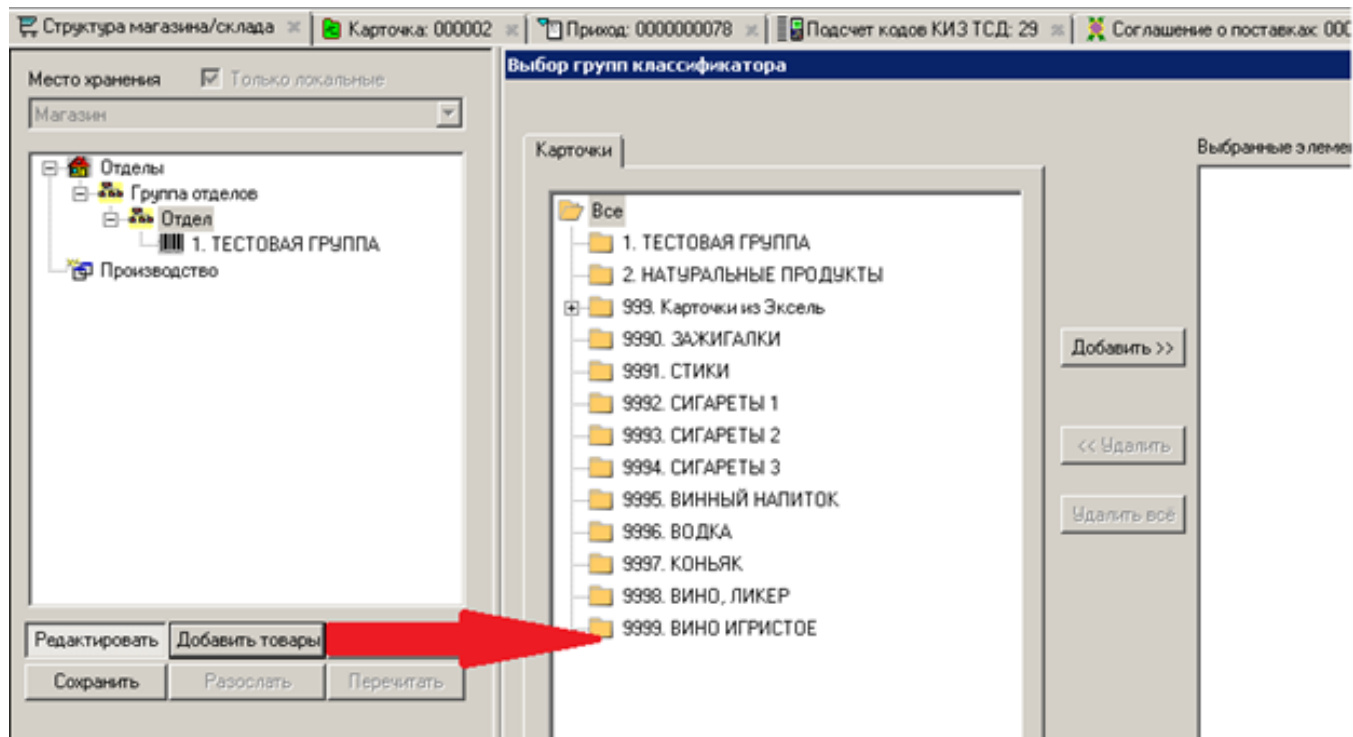 Структура магазина/склада
Карточка: 000002
Приход: 0000000078
Подсчет кодов КИЗ ТСД: 29
Соглашение о поставках: 000
Место хранения
Только локальные
Магазин
Отделы
Группа отделов
Отдел
1. ТЕСТОВАЯ ГРУППА
Производство
Редактировать
Добавить товары
Сохранить
Разослать
Перечитать
Выбор групп классификатора
Карточки
Все
1. ТЕСТОВАЯ ГРУППА
2. НАТУРАЛЬНЫЕ ПРОДУКТЫ
999. Карточки из Эксель
9990. ЗАЖИГАЛКИ
9991. СТИКИ
9992. СИГАРЕТЫ 1
9993. СИГАРЕТЫ 2
9994. СИГАРЕТЫ 3
9995. ВИННЫЙ НАПИТОК
9996. ВОДКА
9997. КОНЬЯК
9998. ВИНО, ЛИКЕР
9999. ВИНО ИГРИСТОЕ
Добавить >>
<< Удалить
Удалить всё
Выбранные элемен